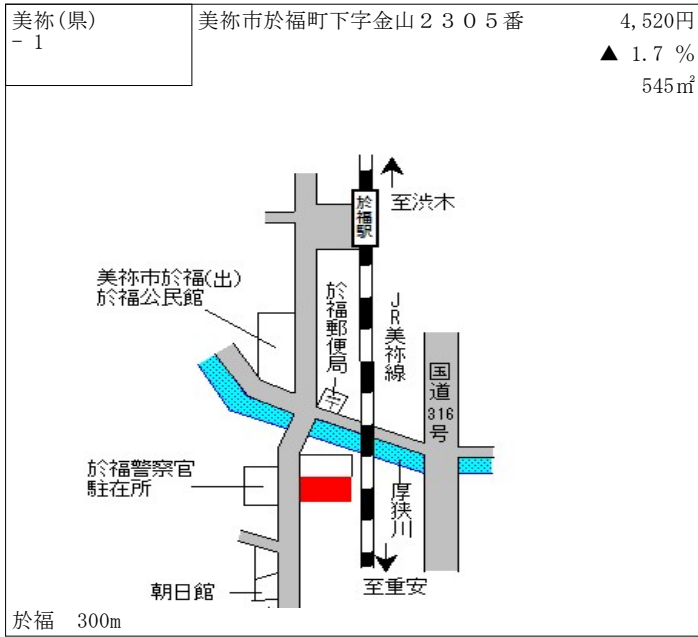 美祢(県)
- 1
美祢市於福町下字金山２３０５番
4,520円
▲ 1.7 %
545㎡
至渋木
於福駅
美祢市於福(出)
於福公民館
於福郵便局
〒
JR美祢線
国道316号
於福警察官
駐在所
厚狭川
朝日館
至重安
於福 300m